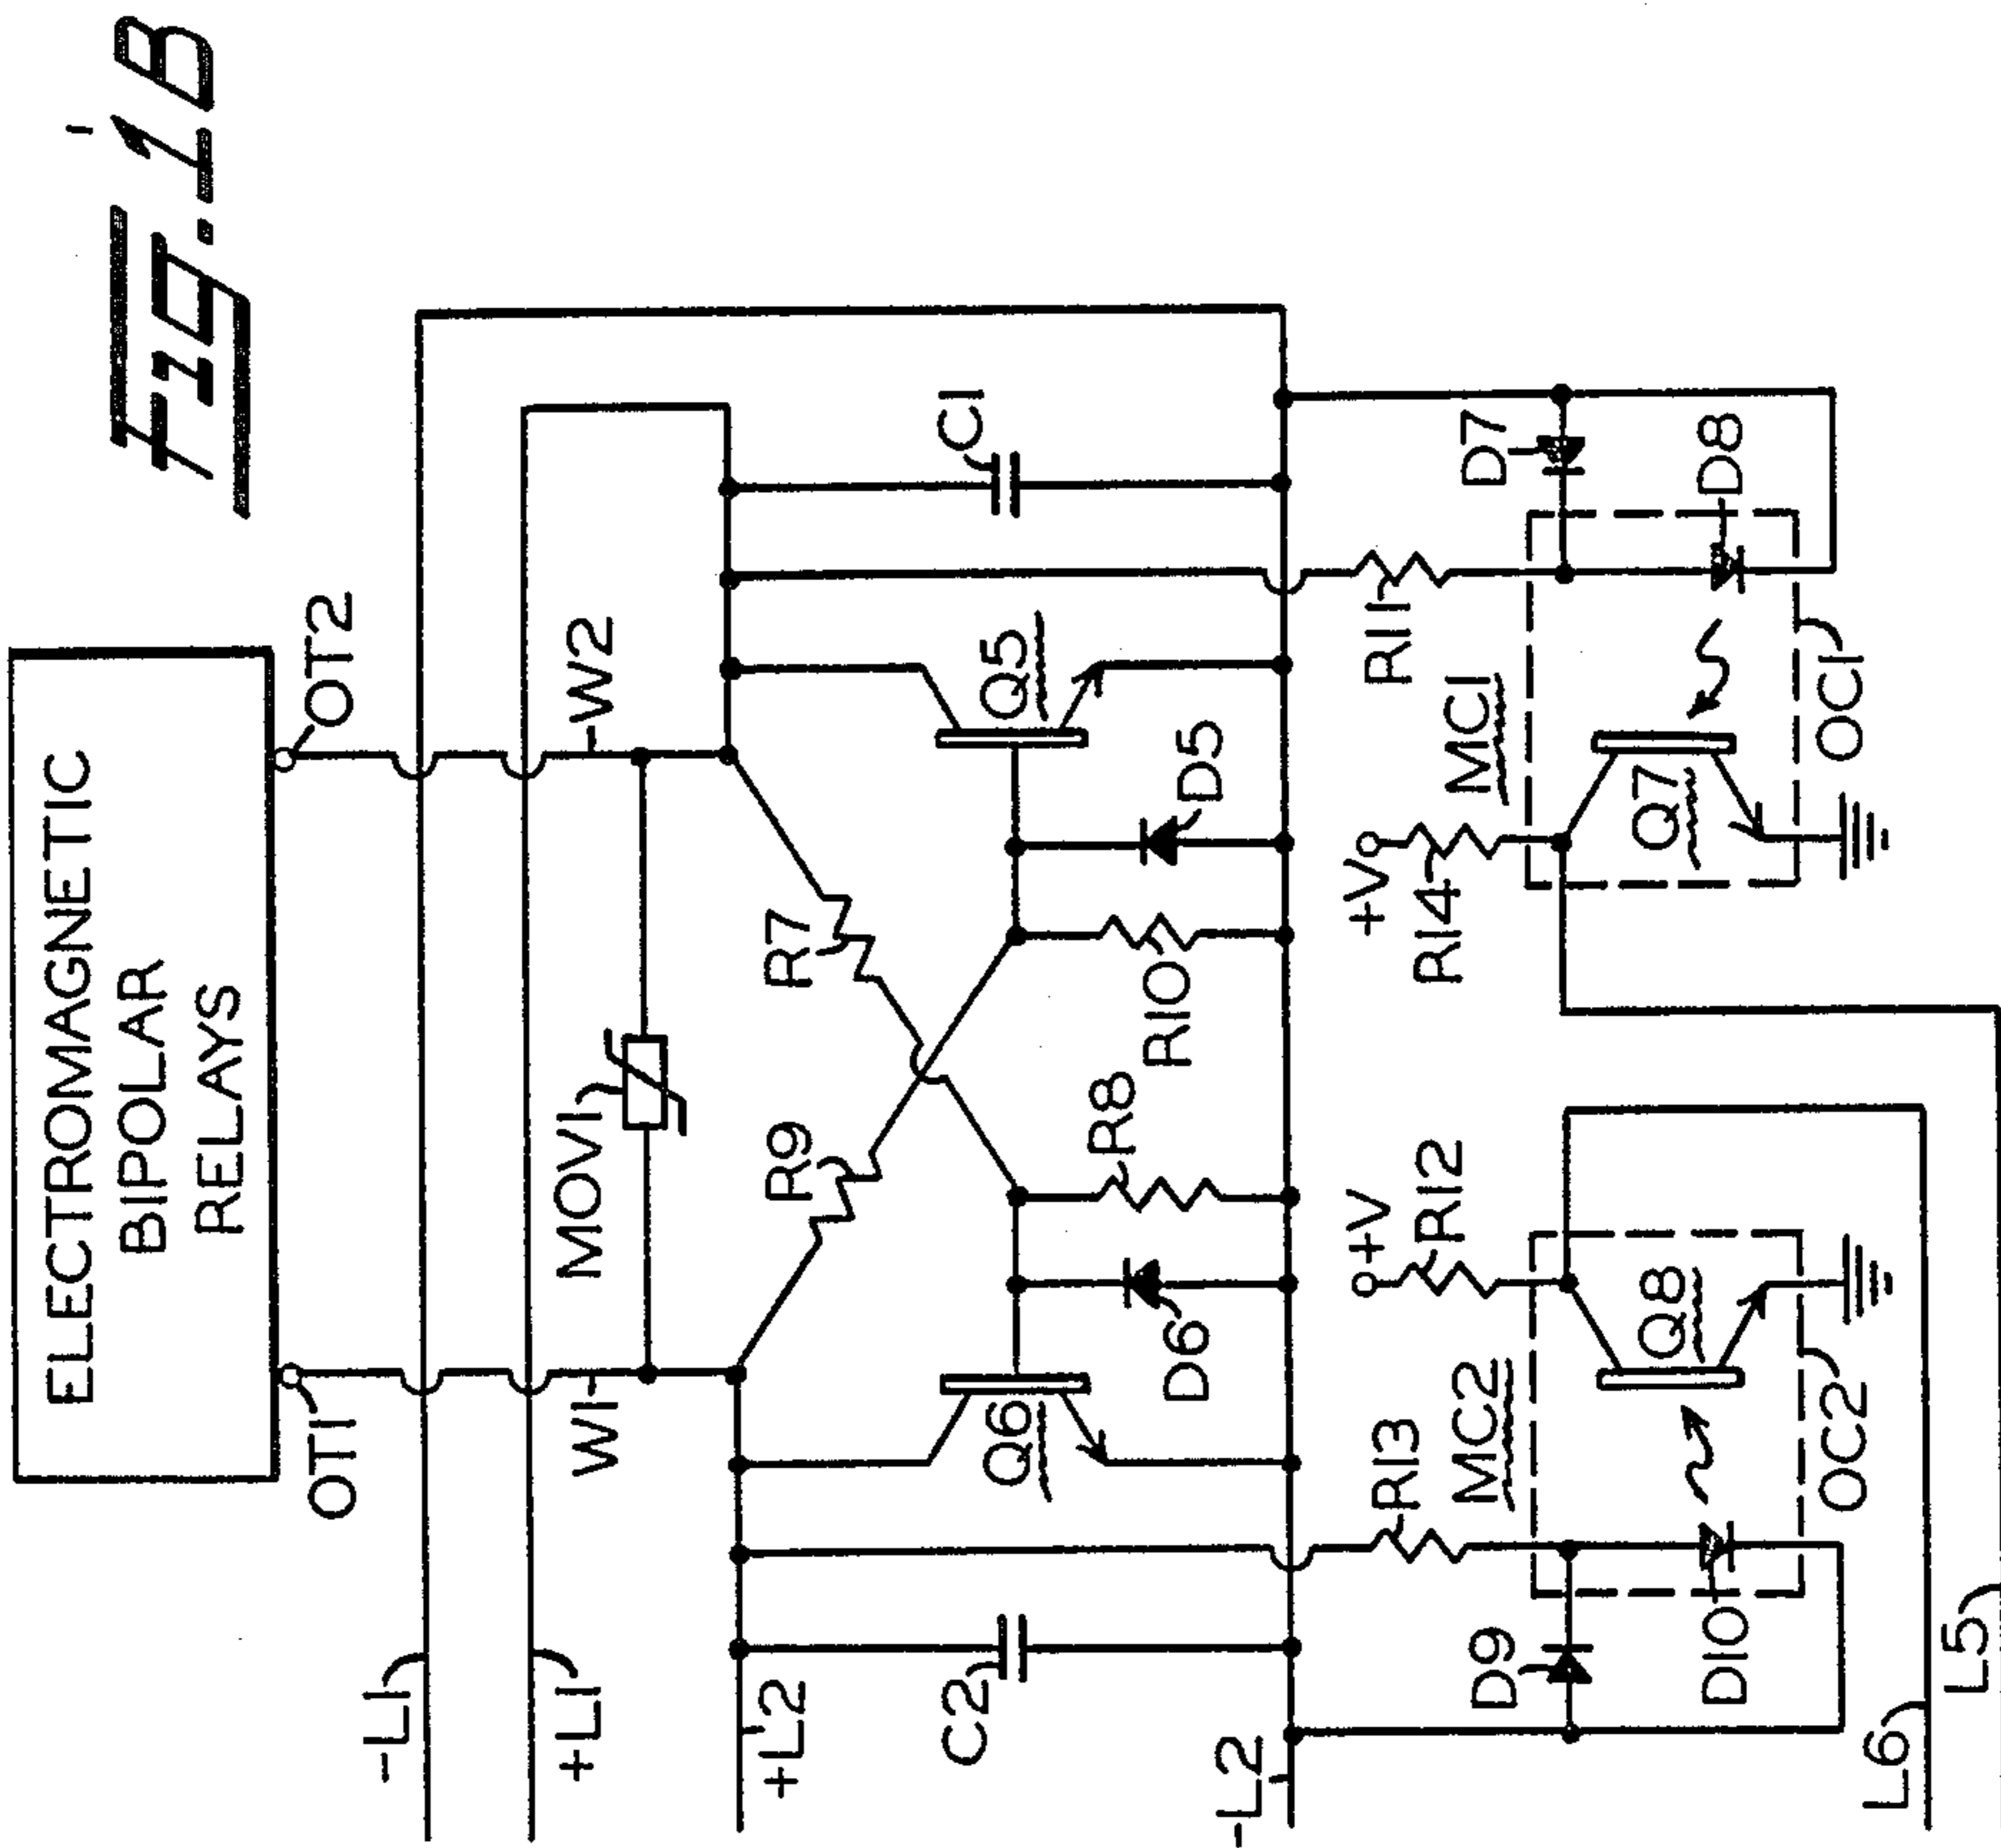 Fig. 1B
ELECTROMAGNETIC
BIPOLAR
RELAYS
OT1
OT2
-L1
+L1
W1
W2
MOV1
+L2
R9
R7
C2
Q6
D6
R8
R10
D5
Q5
C1
-L2
R13
+V
R12
+V
R14
R11
MC2
MC1
D9
D10
Q8
Q7
D7
D8
OC2
OC1
L6
L5